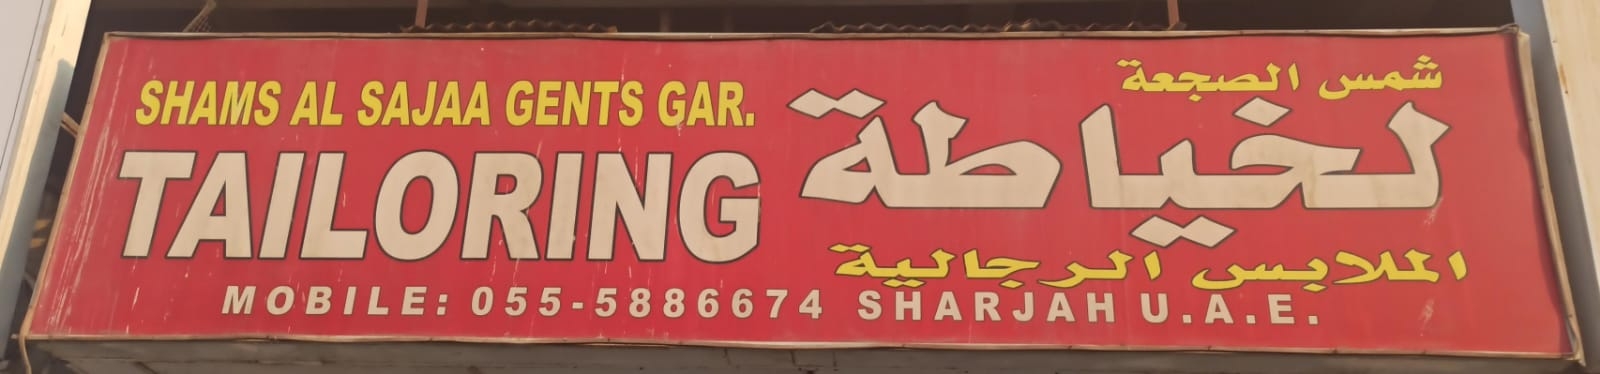 SHAMS AL SAJAA GENTS GAR.
TAILORING
شمس الصجعة
لخياطة
الملابس الرجالية
MOBILE: 055-5886674 SHARJAH U.A.E.